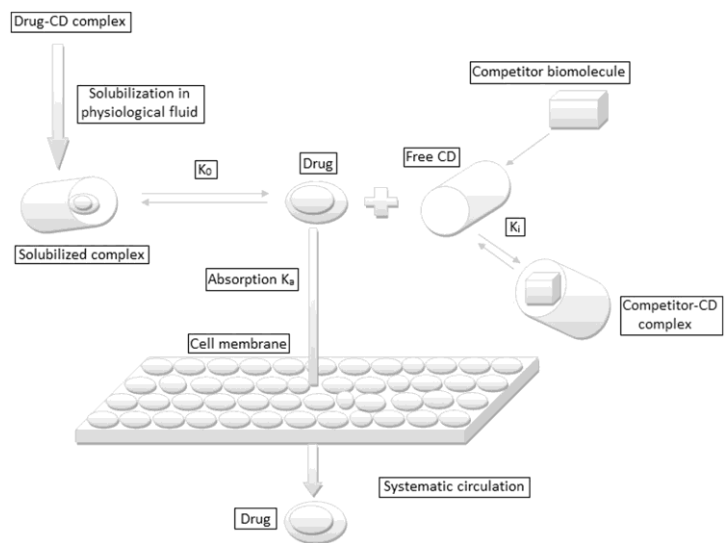 Drug-CD complex
Solubilization in
physiological fluid
Competitor biomolecule
K₀
Drug
Free CD
Solubilized complex
Kᵢ
Absorption Kₐ
Competitor-CD
complex
Cell membrane
Systematic circulation
Drug